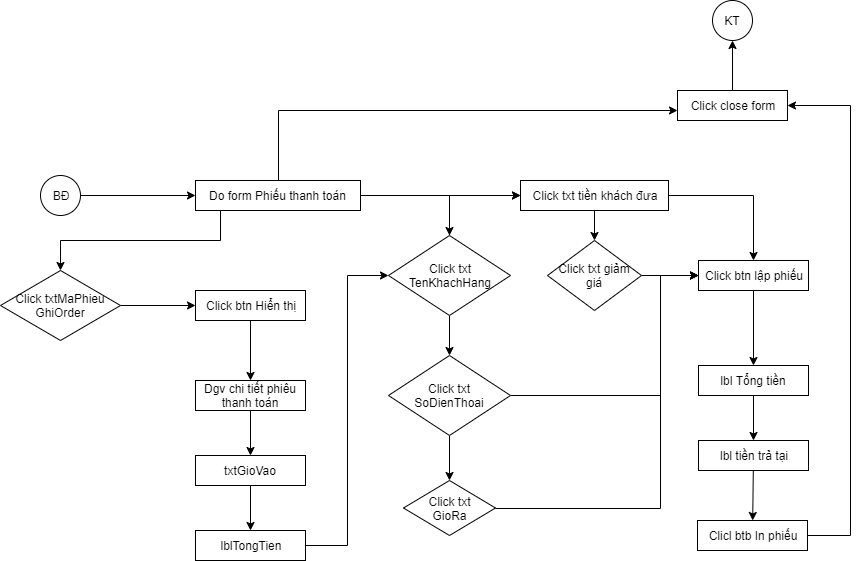 KT
Click close form
BĐ
Do form Phiếu thanh toán
Click txt tiền khách đưa
Click txt
TenKhachHang
Click txt giảm
giá
Click btn lập phiếu
Click txtMaPhieu
GhiOrder
Click btn Hiển thị
Dgv chi tiết phiêu
thanh toán
Click txt
SoDienThoai
lbl Tổng tiền
txtGioVao
lbl tiền trả tại
Click txt
GioRa
lblTongTien
Clicl btb In phiếu